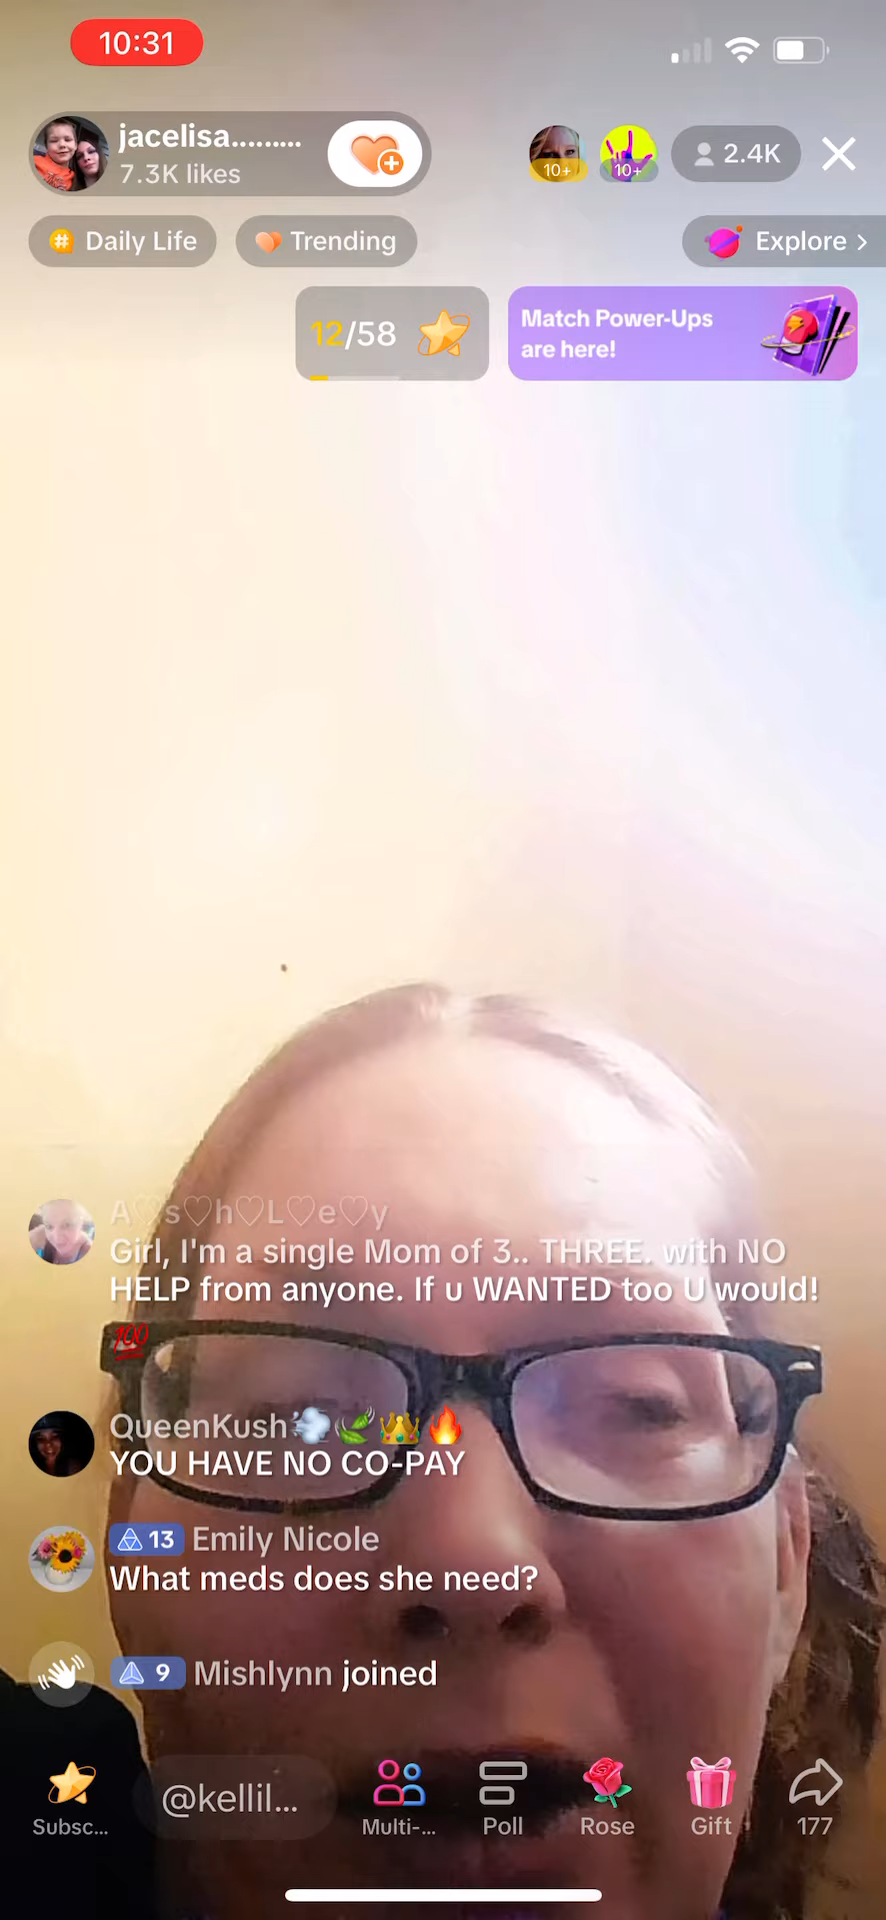 10:31
jacelisa.........
7.3K likes
10+
10+
2.4K
Daily Life
Trending
Explore >
12/58
Match Power-Ups
are here!
A♡s♡h♡L♡e♡y
Girl, I'm a single Mom of 3.. THREE. with NO
HELP from anyone. If u WANTED too U would!
💯
QueenKush💨🌿👑🔥
YOU HAVE NO CO-PAY
13 Emily Nicole
What meds does she need?
9 Mishlynn joined
@kellil...
Subsc...
Multi-...
Poll
Rose
Gift
177